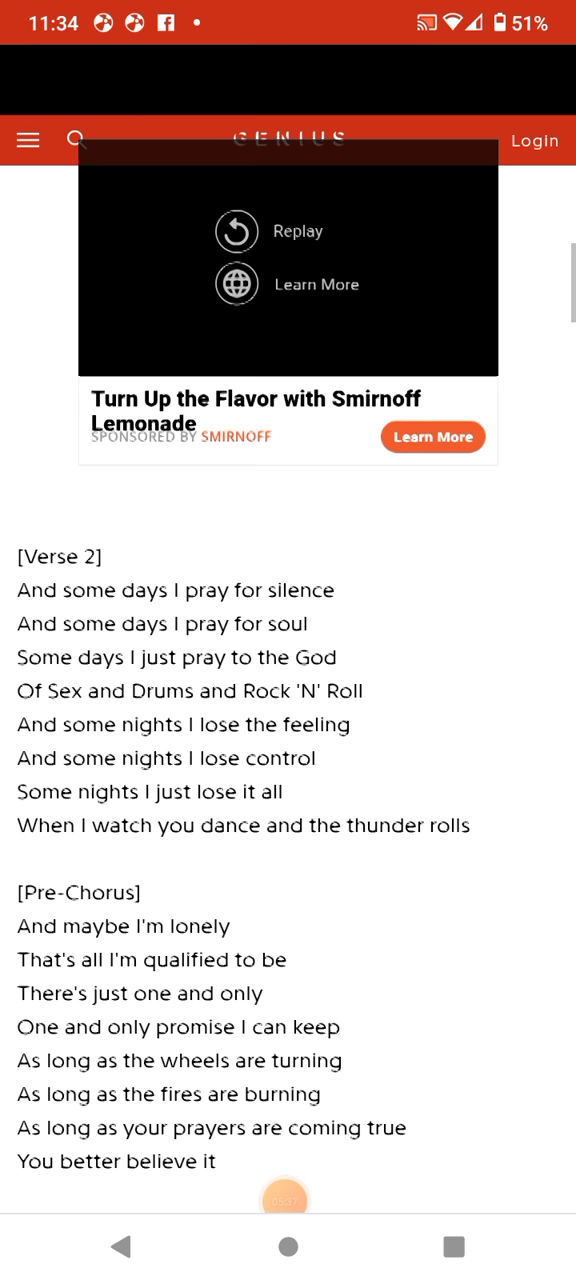 11:34
51%
GENIUS
Login
Replay
Learn More
Turn Up the Flavor with Smirnoff
Lemonade
SPONSORED BY SMIRNOFF
Learn More
[Verse 2]
And some days I pray for silence
And some days I pray for soul
Some days I just pray to the God
Of Sex and Drums and Rock 'N' Roll
And some nights I lose the feeling
And some nights I lose control
Some nights I just lose it all
When I watch you dance and the thunder rolls
[Pre-Chorus]
And maybe I'm lonely
That's all I'm qualified to be
There's just one and only
One and only promise I can keep
As long as the wheels are turning
As long as the fires are burning
As long as your prayers are coming true
You better believe it